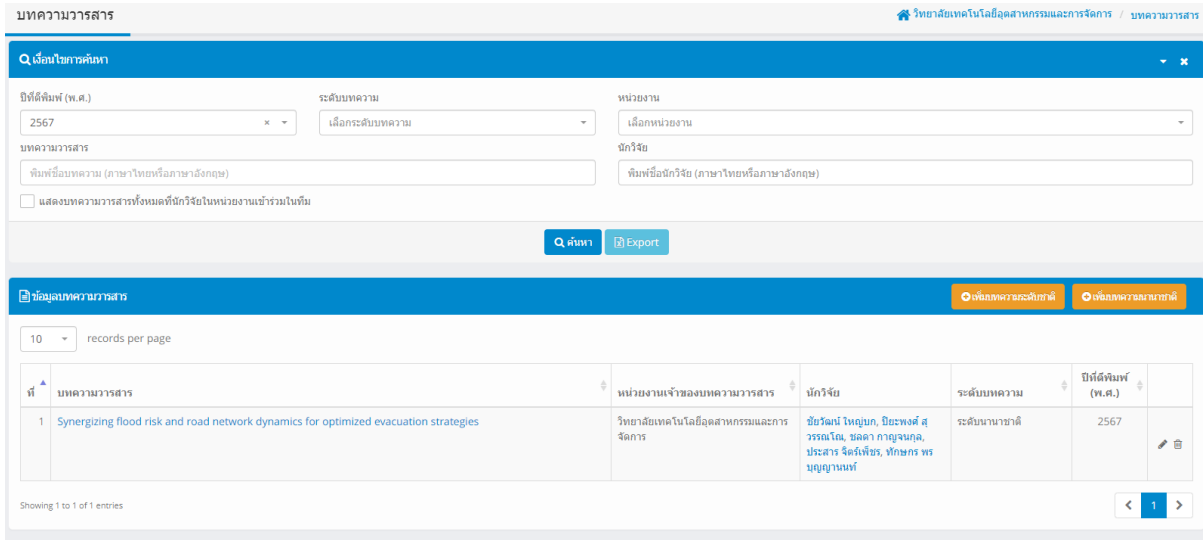 บทความวารสาร
วิทยาลัยเทคโนโลยีอุตสาหกรรมและการจัดการ / บทความวารสาร
เงื่อนไขการค้นหา
ปีที่ตีพิมพ์ (พ.ศ.) ระดับบทความ หน่วยงาน
2567 × เลือกระดับบทความ เลือกหน่วยงาน
บทความวารสาร นักวิจัย
พิมพ์ชื่อบทความ (ภาษาไทยหรือภาษาอังกฤษ) พิมพ์ชื่อนักวิจัย (ภาษาไทยหรือภาษาอังกฤษ)
แสดงบทความวารสารทั้งหมดที่นักวิจัยในหน่วยงานเข้าร่วมในทีม
ค้นหา Export
ข้อมูลบทความวารสาร เพิ่มบทความระดับชาติ เพิ่มบทความนานาชาติ
10 records per page
ปีที่ตีพิมพ์
ที่ บทความวารสาร หน่วยงานเจ้าของบทความวารสาร นักวิจัย ระดับบทความ (พ.ศ.)
1 Synergizing flood risk and road network dynamics for optimized evacuation strategies วิทยาลัยเทคโนโลยีอุตสาหกรรมและการ ชัยวัฒน์ ใหญ่บก, ปิยะพงศ์ สุ ระดับนานาชาติ 2567
จัดการ วรรณโณ, ชลดา กาญจนกุล,
ประสาร จิตร์เพ็ชร, ทักษกร พร
บุญญานนท์
Showing 1 to 1 of 1 entries 1